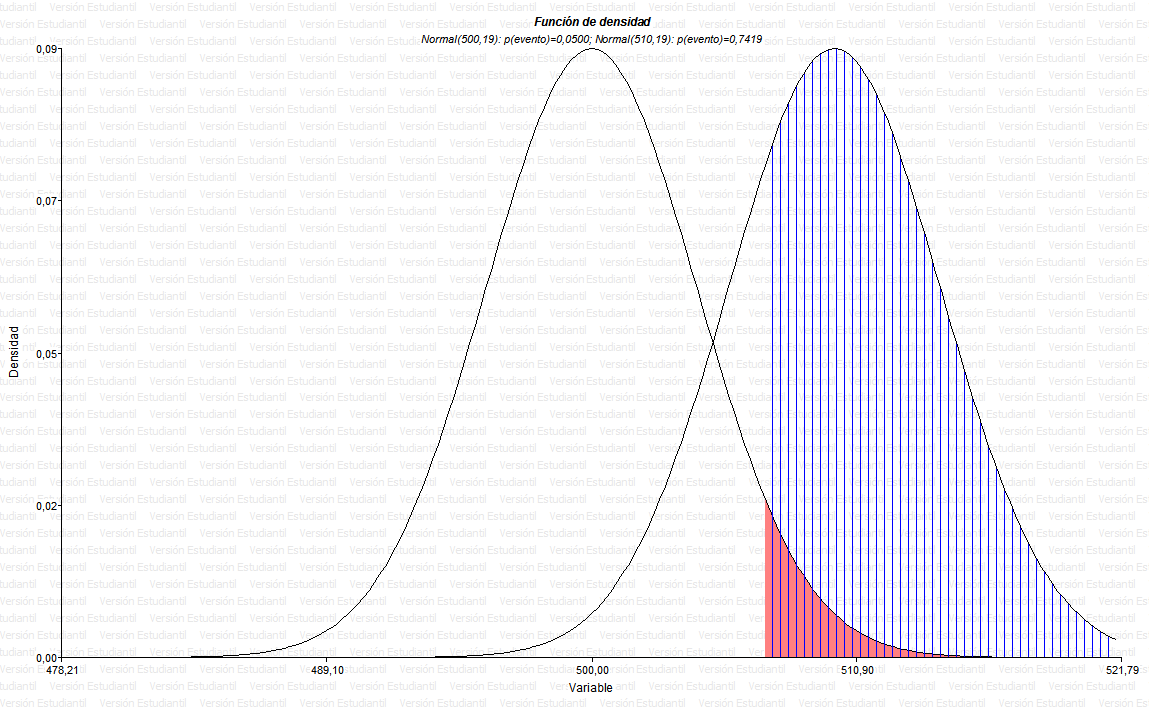 Función de densidad
Normal(500,19): p(evento)=0,0500; Normal(510,19): p(evento)=0,7419
0,09
0,07
0,05
0,02
0,00
Densidad
478,21
489,10
500,00
510,90
521,79
Variable
Versión Estudiantil